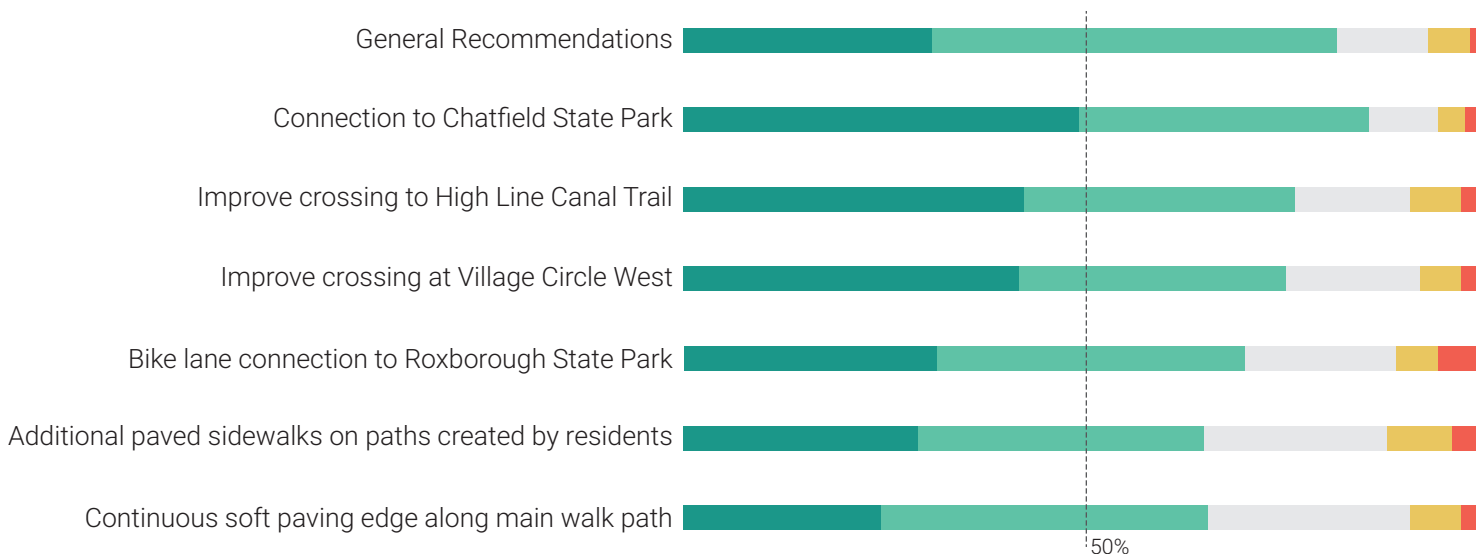 General Recommendations
Connection to Chatfield State Park
Improve crossing to High Line Canal Trail
Improve crossing at Village Circle West
Bike lane connection to Roxborough State Park
Additional paved sidewalks on paths created by residents
Continuous soft paving edge along main walk path
50%